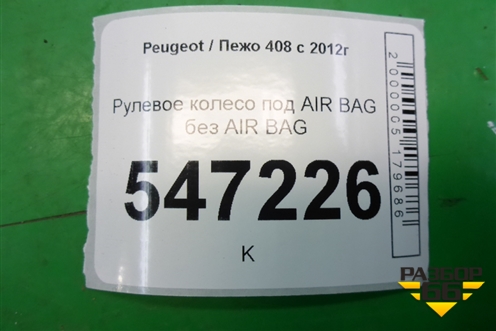 Peugeot / Пежо 408 с 2012г
Рулевое колесо под AIR BAG
без AIR BAG
547226
К
2000005179686
РАЗБОР
66